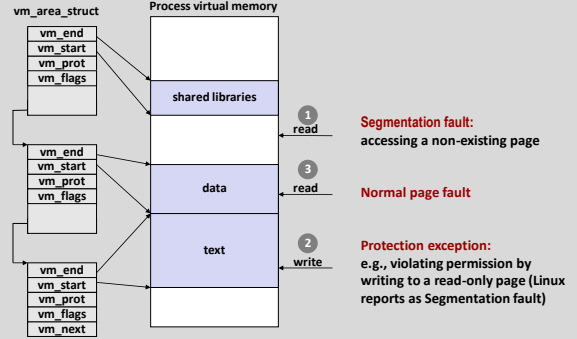 vm_area_struct
Process virtual memory
vm_end
vm_start
vm_prot
vm_flags
shared libraries
1
read
Segmentation fault:
accessing a non-existing page
vm_end
vm_start
vm_prot
vm_flags
data
3
read
Normal page fault
text
2
write
Protection exception:
e.g., violating permission by
writing to a read-only page (Linux
reports as Segmentation fault)
vm_end
vm_start
vm_prot
vm_flags
vm_next